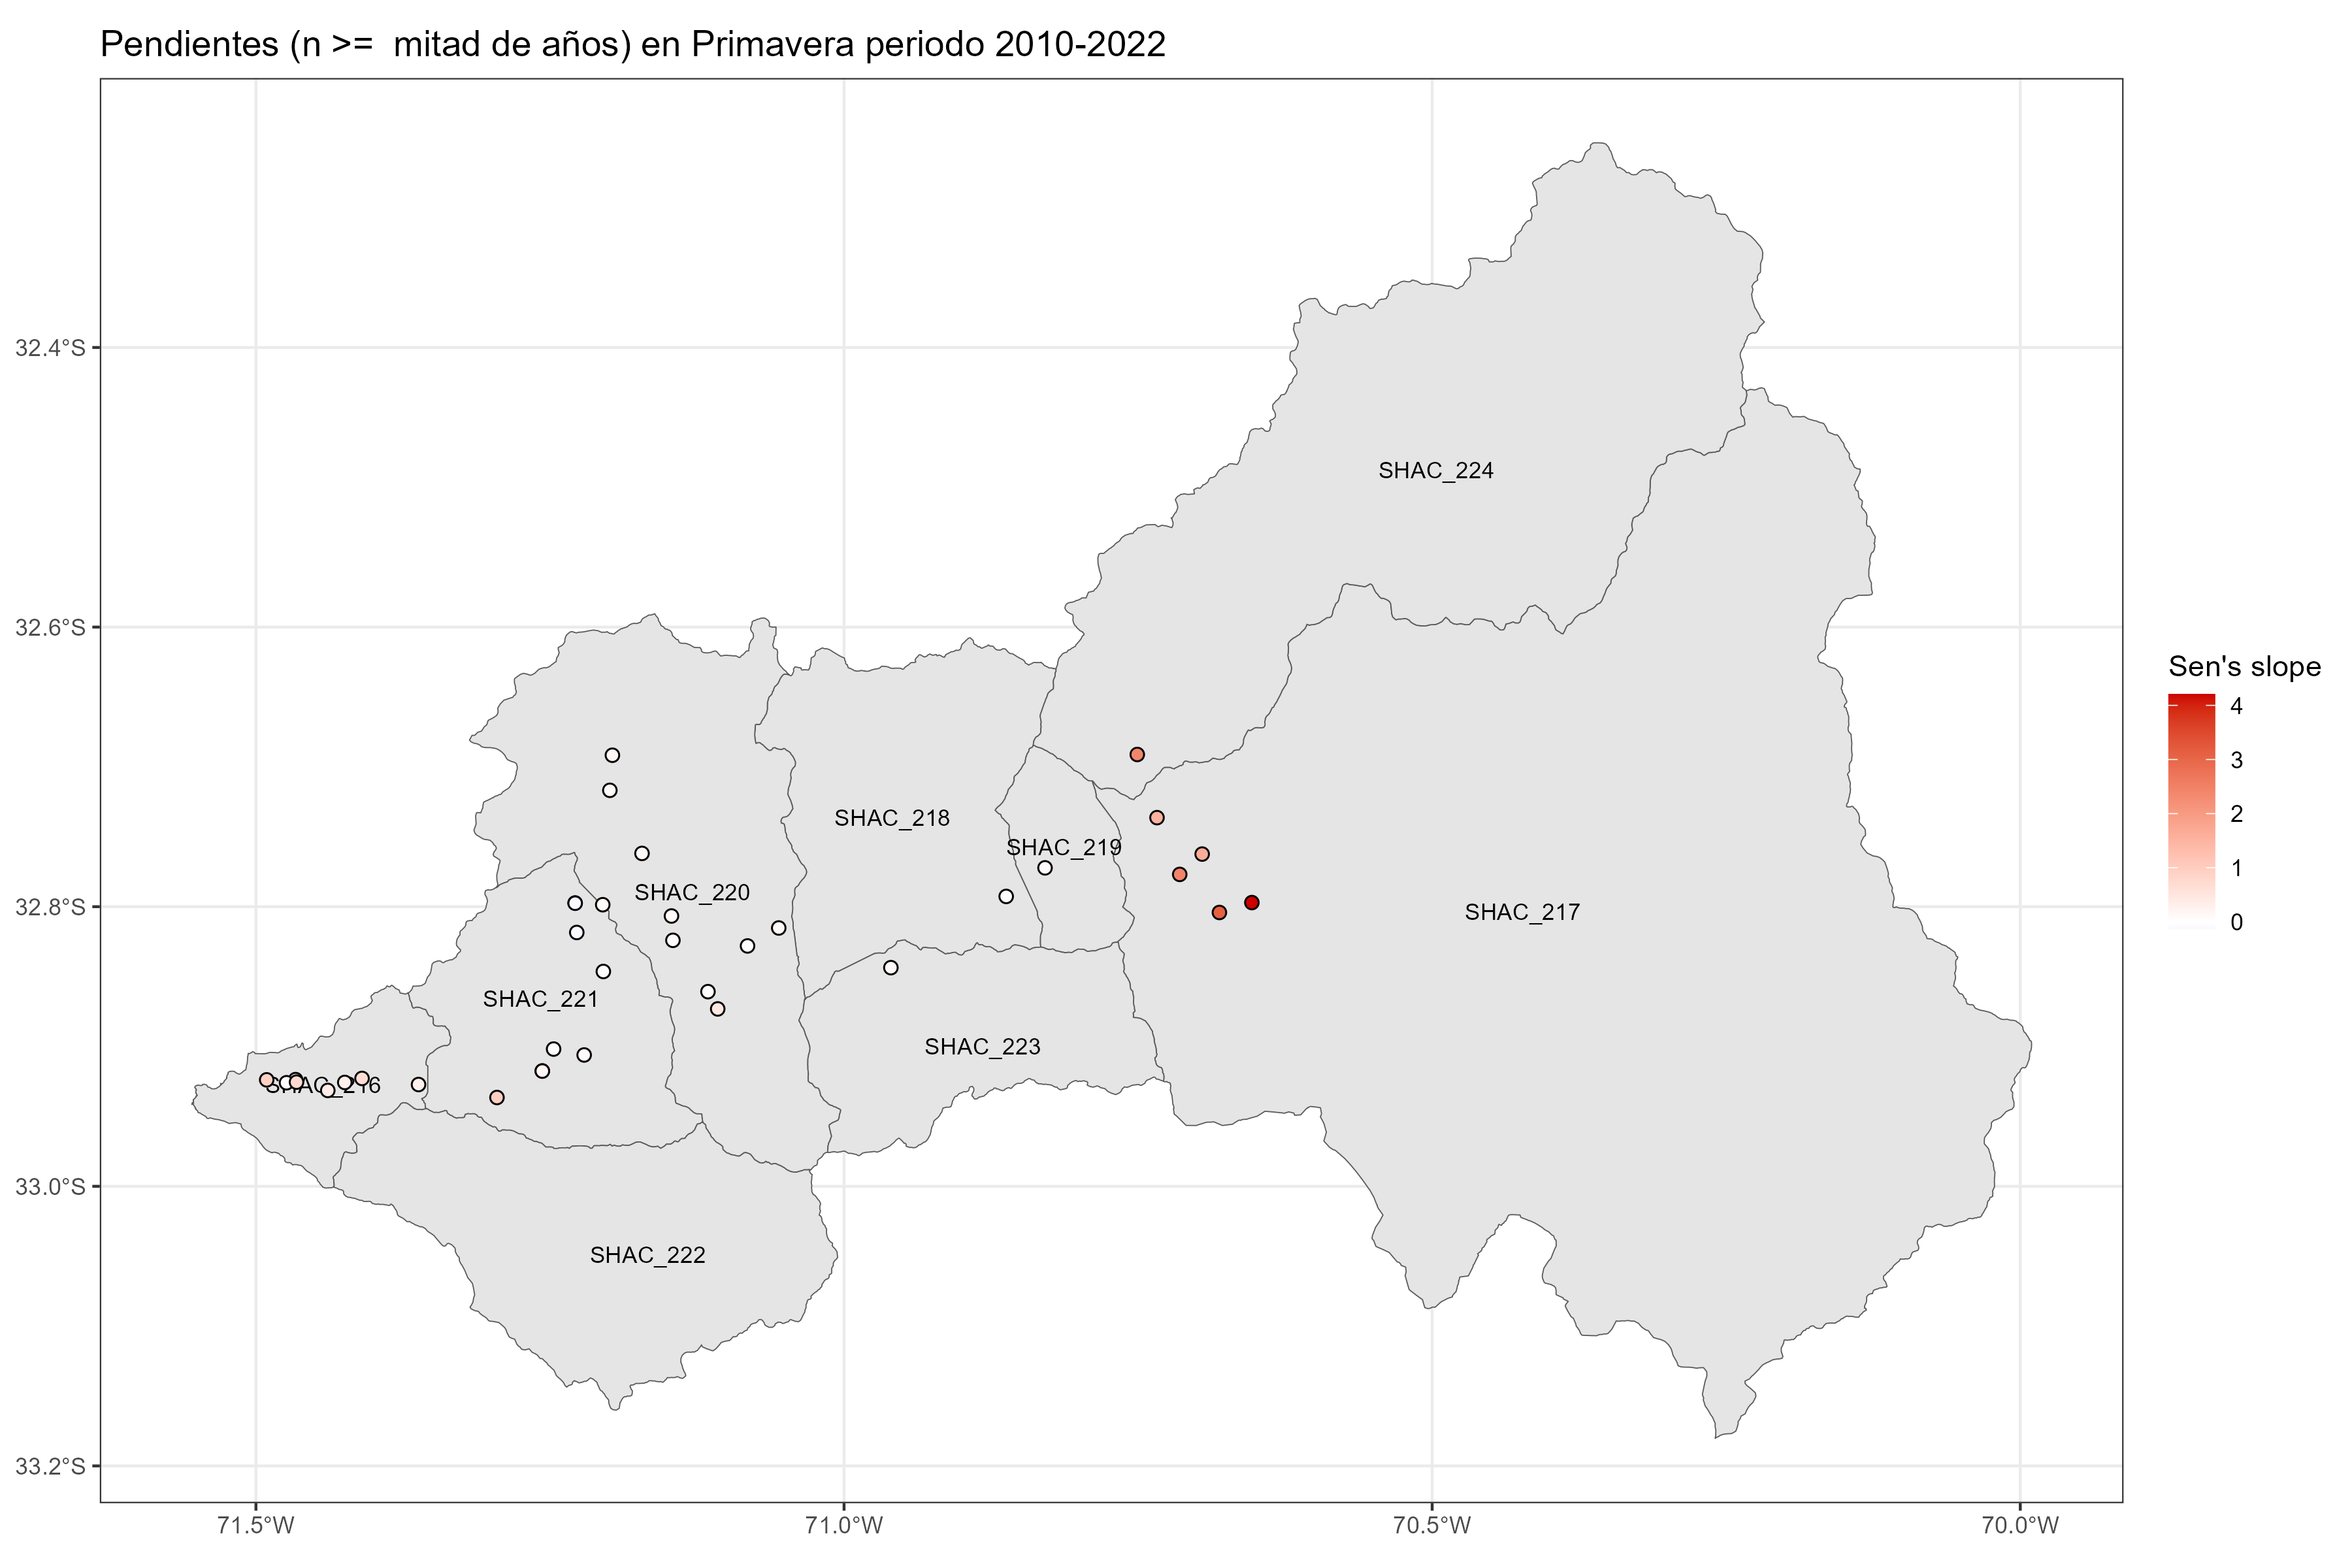 Pendientes (n >=  mitad de años) en Primavera periodo 2010-2022
32.4°S
32.6°S
32.8°S
33.0°S
33.2°S
71.5°W
71.0°W
70.5°W
70.0°W
SHAC_224
SHAC_218
SHAC_219
SHAC_220
SHAC_217
SHAC_221
SHAC_223
SHAC_216
SHAC_222
Sen's slope
4
3
2
1
0